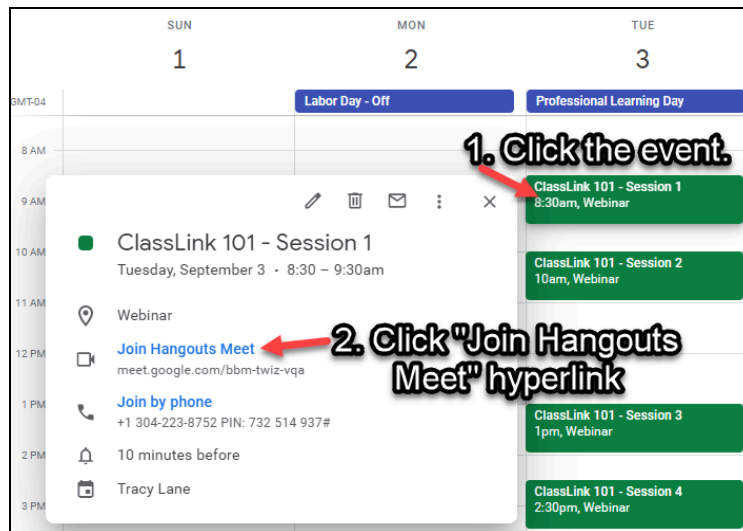 SUN
MON
TUE
1
2
3
GMT-04
Labor Day - Off
Professional Learning Day
8 AM
1. Click the event.
9 AM
ClassLink 101 - Session 1
8:30am, Webinar
ClassLink 101 - Session 1
Tuesday, September 3 • 8:30 – 9:30am
10 AM
ClassLink 101 - Session 2
10am, Webinar
11 AM
Webinar
12 PM
Join Hangouts Meet
meet.google.com/bbm-twiz-vqa
2. Click "Join Hangouts
Meet" hyperlink
1 PM
Join by phone
+1 304-223-8752 PIN: 732 514 937#
ClassLink 101 - Session 3
1pm, Webinar
2 PM
10 minutes before
Tracy Lane
3 PM
ClassLink 101 - Session 4
2:30pm, Webinar